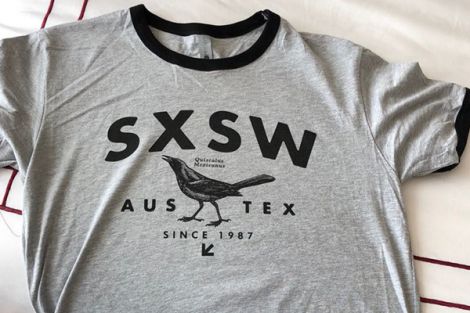 SXSW
Quiscalus
Mexicanus
AUS TEX
SINCE 1987